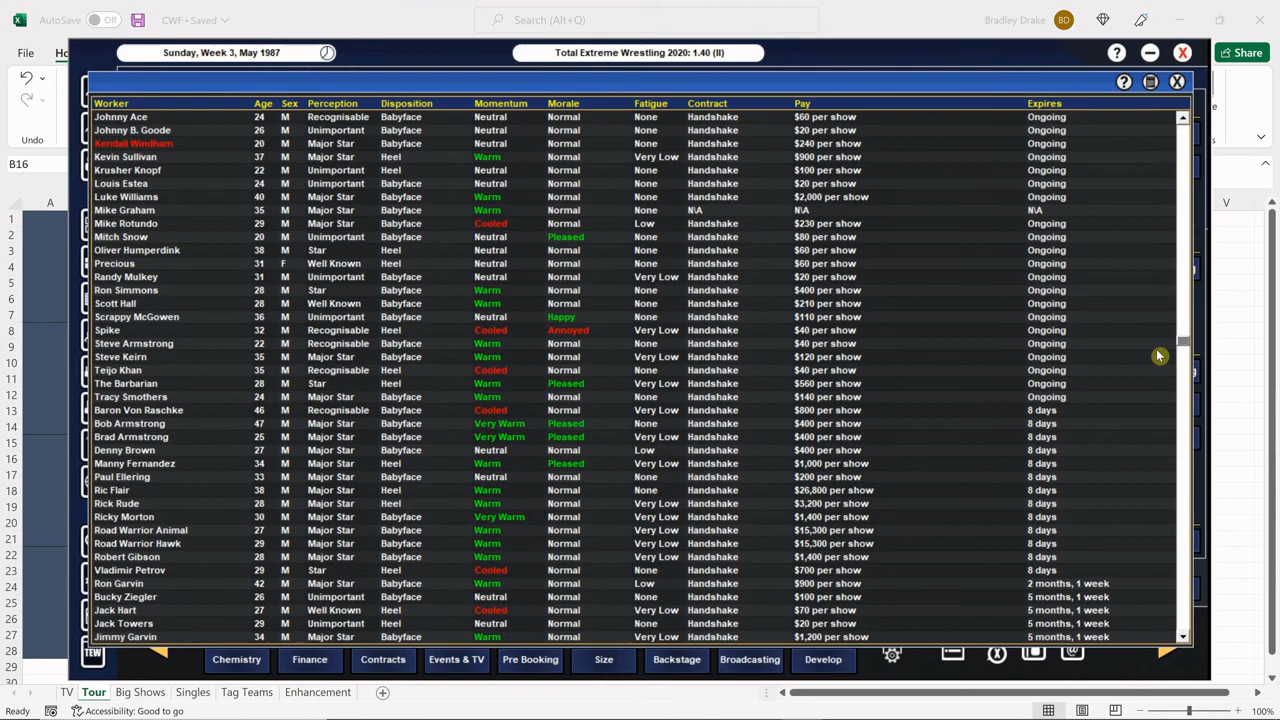 AutoSave Off CWF • Saved Search (Alt+Q) Bradley Drake BD
File Ho Share
Sunday, Week 3, May 1987 Total Extreme Wrestling 2020: 1.40 (II) ? X
? X
Undo
B16
A V
Worker Age Sex Perception Disposition Momentum Morale Fatigue Contract Pay Expires
Johnny Ace 24 M Recognisable Babyface Neutral Normal None Handshake $60 per show Ongoing
Johnny B. Goode 26 M Unimportant Babyface Neutral Normal None Handshake $20 per show Ongoing
Kendall Windham 20 M Major Star Babyface Neutral Normal None Handshake $240 per show Ongoing
Kevin Sullivan 37 M Major Star Heel Warm Normal Very Low Handshake $900 per show Ongoing
Krusher Knopf 22 M Unimportant Heel Neutral Normal None Handshake $100 per show Ongoing
Louis Estea 24 M Unimportant Babyface Neutral Normal None Handshake $20 per show Ongoing
Luke Williams 40 M Major Star Babyface Warm Normal None Handshake $2,000 per show Ongoing
Mike Graham 35 M Major Star Babyface Warm Normal None N\A N\A N\A
Mike Rotundo 29 M Major Star Babyface Cooled Normal Low Handshake $230 per show Ongoing
Mitch Snow 20 M Unimportant Babyface Neutral Pleased None Handshake $80 per show Ongoing
Oliver Humperdink 38 M Star Heel Neutral Normal None Handshake $60 per show Ongoing
Precious 31 F Well Known Heel Neutral Normal None Handshake $60 per show Ongoing
Randy Mulkey 31 M Unimportant Babyface Neutral Normal Very Low Handshake $20 per show Ongoing
Ron Simmons 28 M Star Babyface Warm Normal None Handshake $400 per show Ongoing
Scott Hall 28 M Well Known Babyface Warm Normal None Handshake $210 per show Ongoing
Scrappy McGowen 36 M Unimportant Babyface Neutral Happy None Handshake $110 per show Ongoing
Spike 32 M Recognisable Heel Cooled Annoyed Very Low Handshake $40 per show Ongoing
Steve Armstrong 22 M Recognisable Babyface Warm Normal None Handshake $40 per show Ongoing
Steve Keirn 35 M Major Star Babyface Warm Normal Very Low Handshake $120 per show Ongoing
Teijo Khan 35 M Recognisable Heel Cooled Normal None Handshake $40 per show Ongoing
The Barbarian 28 M Star Heel Warm Pleased Very Low Handshake $560 per show Ongoing
Tracy Smothers 24 M Major Star Babyface Warm Normal None Handshake $140 per show Ongoing
Baron Von Raschke 46 M Recognisable Babyface Cooled Normal Very Low Handshake $800 per show 8 days
Bob Armstrong 47 M Major Star Babyface Very Warm Pleased None Handshake $400 per show 8 days
Brad Armstrong 25 M Major Star Babyface Very Warm Pleased Very Low Handshake $400 per show 8 days
Denny Brown 27 M Major Star Babyface Neutral Normal Low Handshake $400 per show 8 days
Manny Fernandez 34 M Major Star Heel Warm Pleased Very Low Handshake $1,000 per show 8 days
Paul Ellering 33 M Major Star Babyface Neutral Normal None Handshake $200 per show 8 days
Ric Flair 38 M Major Star Heel Warm Normal None Handshake $26,800 per show 8 days
Rick Rude 28 M Major Star Heel Warm Normal Very Low Handshake $3,200 per show 8 days
Ricky Morton 30 M Major Star Babyface Very Warm Normal Very Low Handshake $1,400 per show 8 days
Road Warrior Animal 27 M Major Star Babyface Warm Normal Very Low Handshake $15,300 per show 8 days
Road Warrior Hawk 29 M Major Star Babyface Warm Normal Very Low Handshake $15,300 per show 8 days
Robert Gibson 28 M Major Star Babyface Warm Normal Very Low Handshake $1,400 per show 8 days
Vladimir Petrov 29 M Star Heel Cooled Normal None Handshake $700 per show 8 days
Ron Garvin 42 M Major Star Babyface Warm Normal Low Handshake $900 per show 2 months, 1 week
Bucky Ziegler 26 M Unimportant Babyface Neutral Normal None Handshake $100 per show 5 months, 1 week
Jack Hart 27 M Well Known Heel Cooled Normal Very Low Handshake $70 per show 5 months, 1 week
Jack Towers 29 M Unimportant Heel Neutral Normal None Handshake $20 per show 5 months, 1 week
Jimmy Garvin 34 M Major Star Babyface Warm Normal Very Low Handshake $1,200 per show 5 months, 1 week
1
2
3
4
5
6
7
8
9
10
11
12
13
14
15
16
17
18
19
20
21
22
23
24
25
26
27
28
29
30
TEW Chemistry Finance Contracts Events & TV Pre Booking Size Backstage Broadcasting Develop
TV Tour Big Shows Singles Tag Teams Enhancement
Ready Accessibility: Good to go 100%